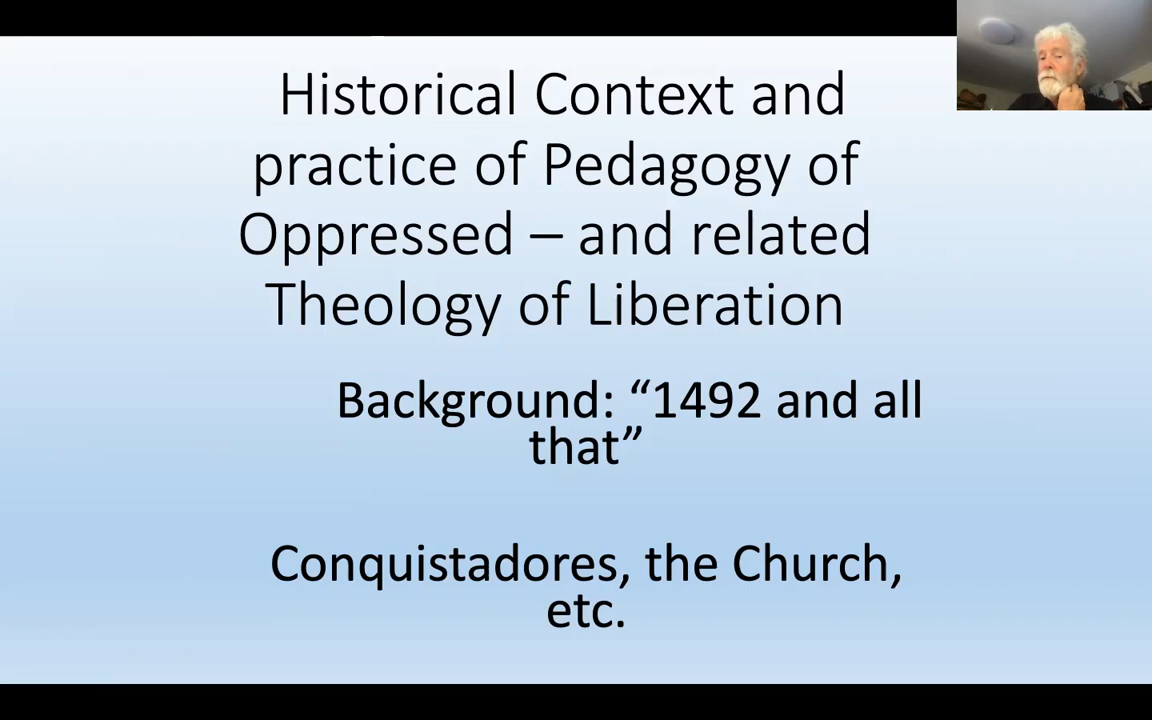 Historical Context and
practice of Pedagogy of
Oppressed – and related
Theology of Liberation
Background: “1492 and all
that”
Conquistadores, the Church,
etc.